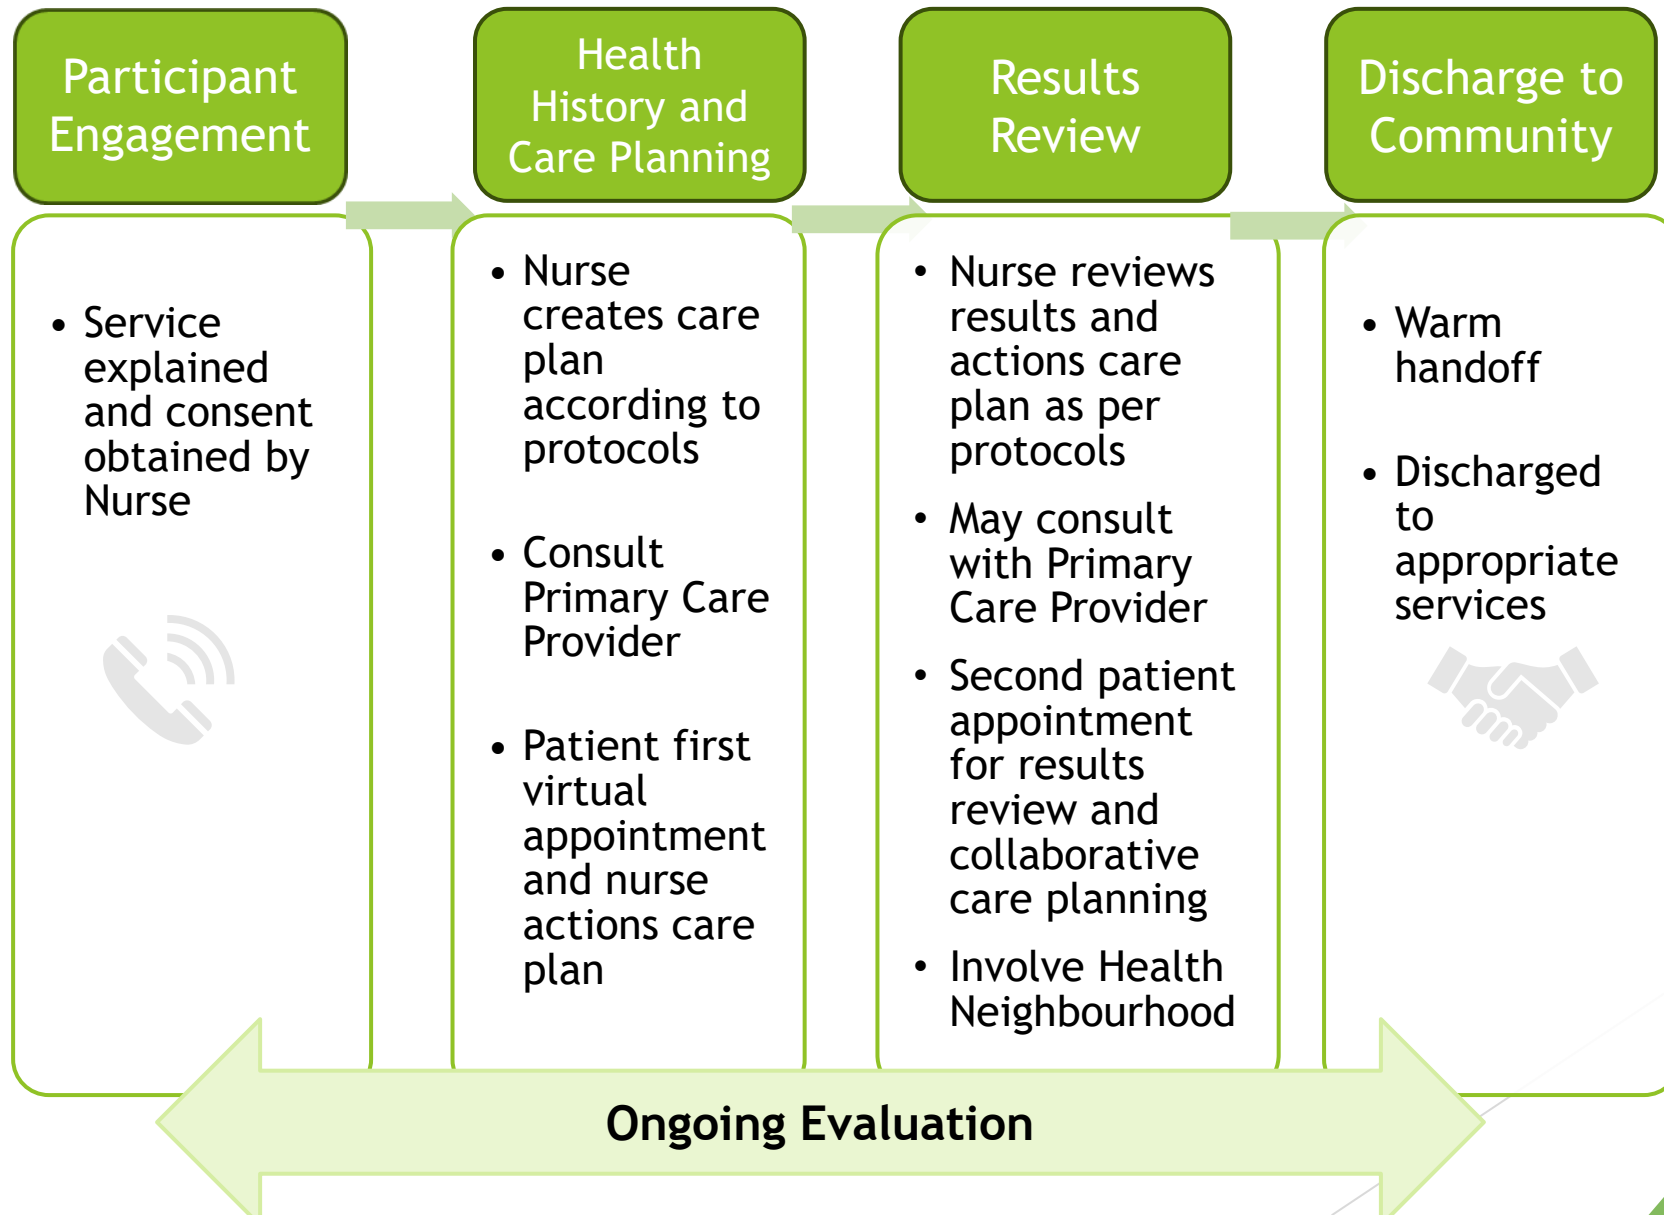 Participant
Engagement
• Service
explained
and consent
obtained by
Nurse
Health
History and
Care Planning
• Nurse
creates care
plan
according to
protocols
• Consult
Primary Care
Provider
• Patient first
virtual
appointment
and nurse
actions care
plan
Results
Review
• Nurse reviews
results and
actions care
plan as per
protocols
• May consult
with Primary
Care Provider
• Second patient
appointment
for results
review and
collaborative
care planning
• Involve Health
Neighbourhood
Discharge to
Community
• Warm
handoff
• Discharged
to
appropriate
services
Ongoing Evaluation